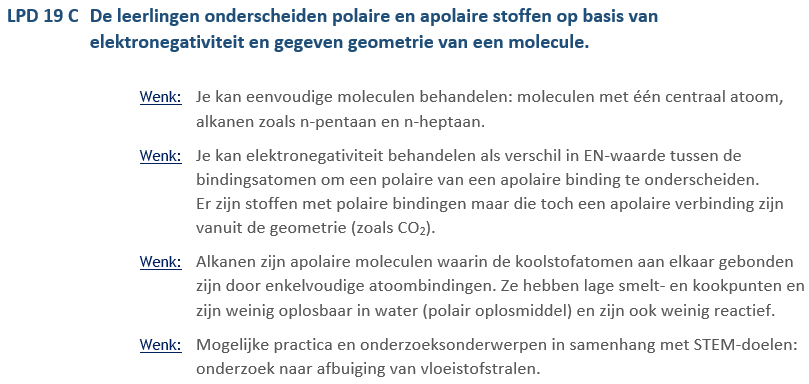 LPD 19 C De leerlingen onderscheiden polaire en apolaire stoffen op basis van
elektronegativiteit en gegeven geometrie van een molecule.
Wenk: Je kan eenvoudige moleculen behandelen: moleculen met één centraal atoom,
alkanen zoals n-pentaan en n-heptaan.
Wenk: Je kan elektronegativiteit behandelen als verschil in EN-waarde tussen de
bindingsatomen om een polaire van een apolaire binding te onderscheiden.
Er zijn stoffen met polaire bindingen maar die toch een apolaire verbinding zijn
vanuit de geometrie (zoals CO₂).
Wenk: Alkanen zijn apolaire moleculen waarin de koolstofatomen aan elkaar gebonden
zijn door enkelvoudige atoombindingen. Ze hebben lage smelt- en kookpunten en
zijn weinig oplosbaar in water (polair oplosmiddel) en zijn ook weinig reactief.
Wenk: Mogelijke practica en onderzoeksonderwerpen in samenhang met STEM-doelen:
onderzoek naar afbuiging van vloeistofstralen.